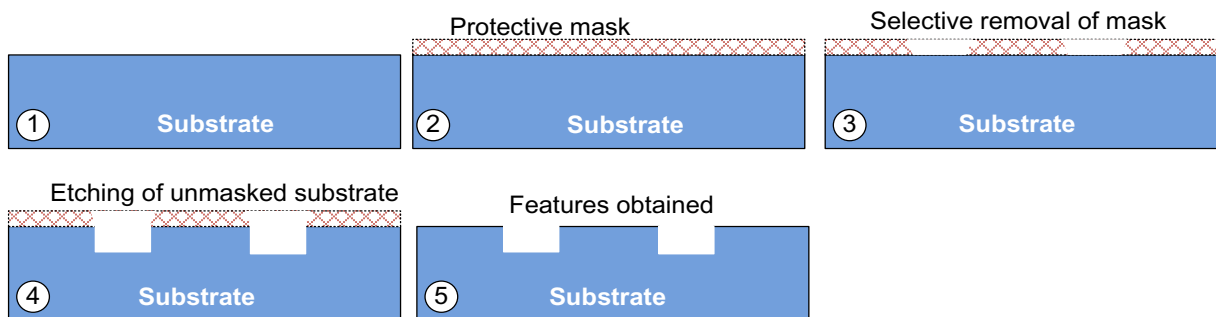 Protective mask
Selective removal of mask
1 Substrate
2 Substrate
3 Substrate
Etching of unmasked substrate
Features obtained
4 Substrate
5 Substrate